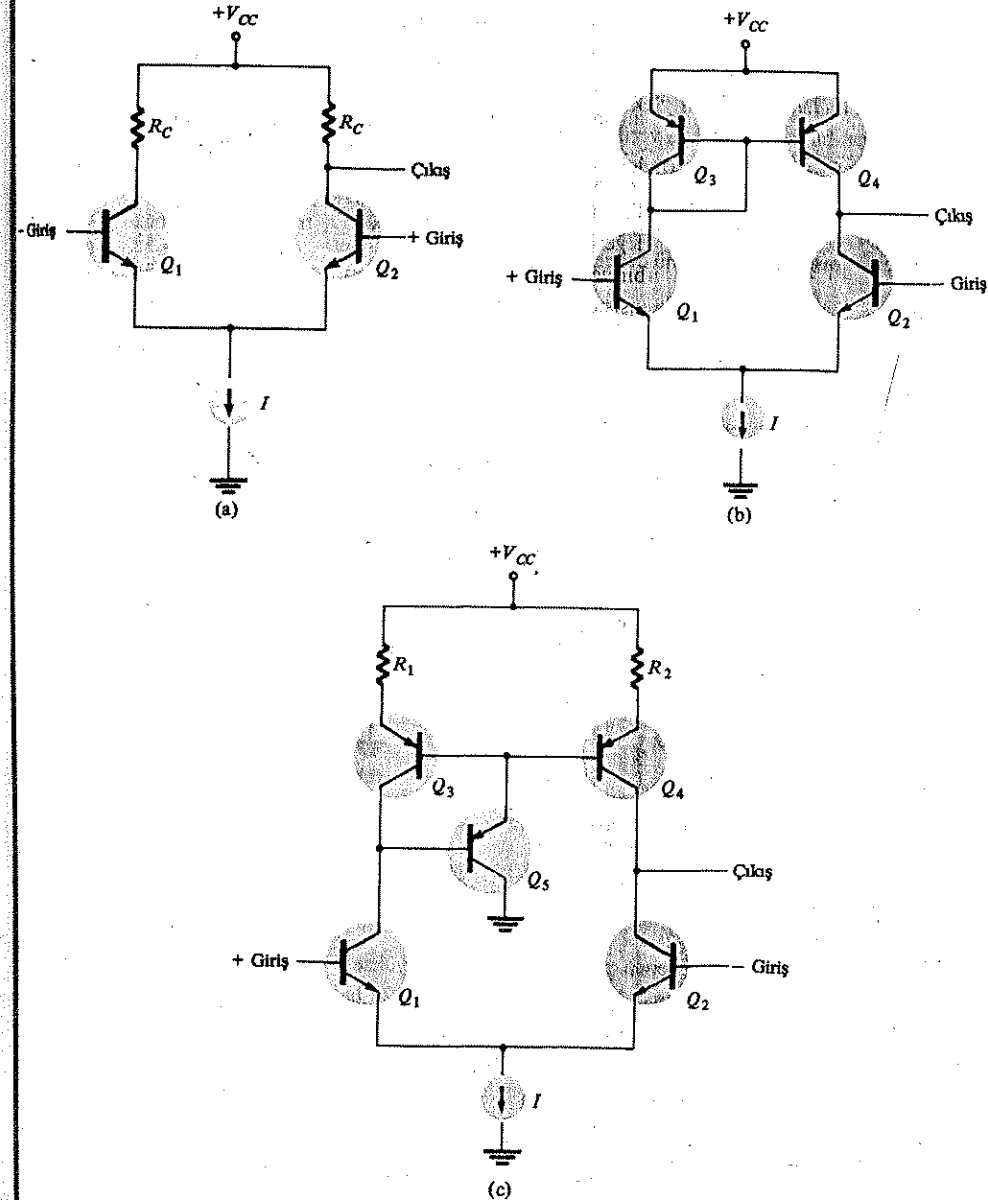 +V_CC
R_C
R_C
Çıkış
- Giriş
+ Giriş
Q_1
Q_2
I
(a)
+V_CC
Q_3
Q_4
Çıkış
+ Giriş
Giriş
Q_1
Q_2
I
(b)
+V_CC
R_1
R_2
Q_3
Q_4
Q_5
Çıkış
+ Giriş
- Giriş
Q_1
Q_2
I
(c)